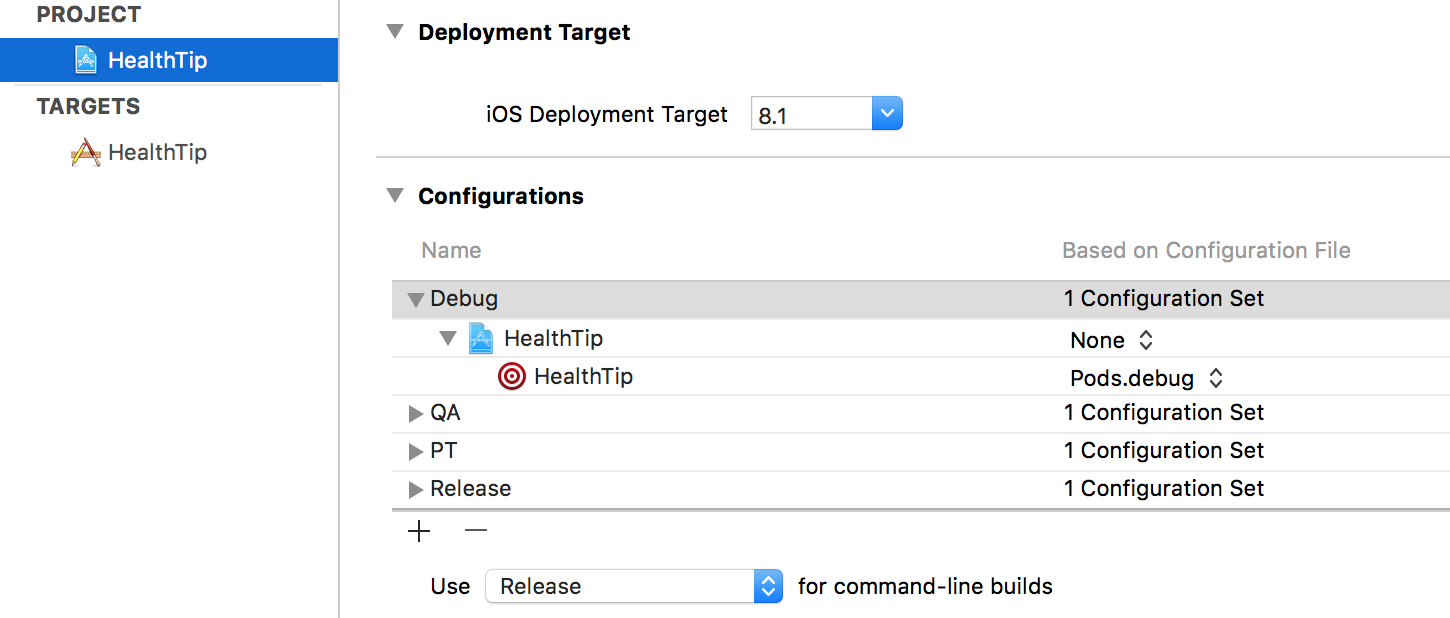 PROJECT
HealthTip
TARGETS
HealthTip
Deployment Target
iOS Deployment Target 8.1
Configurations
Name Based on Configuration File
Debug 1 Configuration Set
HealthTip None
HealthTip Pods.debug
QA 1 Configuration Set
PT 1 Configuration Set
Release 1 Configuration Set
Use Release for command-line builds